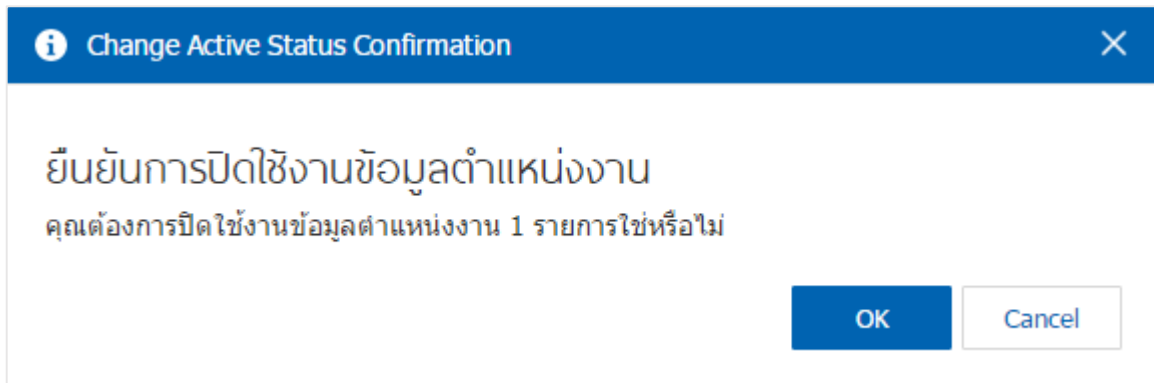 Change Active Status Confirmation
ยืนยันการปิดใช้งานข้อมูลตำแหน่งงาน
คุณต้องการปิดใช้งานข้อมูลตำแหน่งงาน 1 รายการใช่หรือไม่
OK Cancel